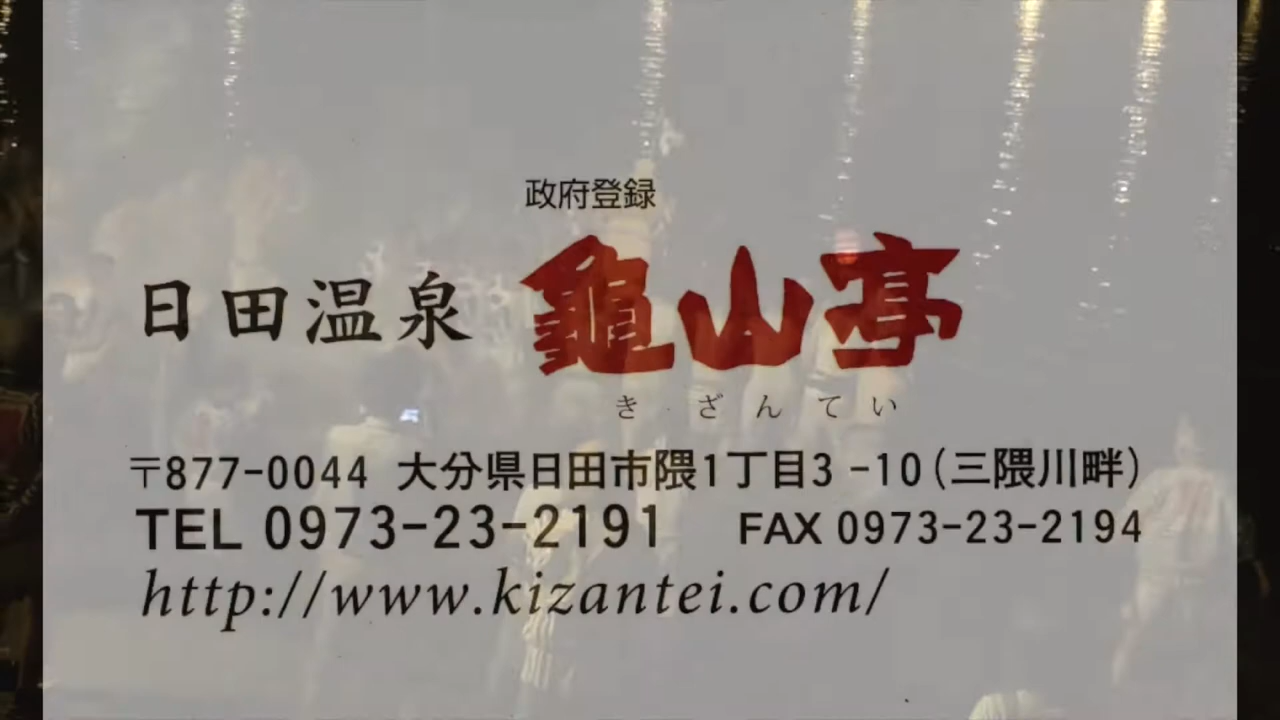 政府登録
日田温泉 龜山亭
きざんてい
〒877-0044 大分県日田市隈1丁目3-10(三隈川畔)
TEL 0973-23-2191 FAX 0973-23-2194
http://www.kizantei.com/